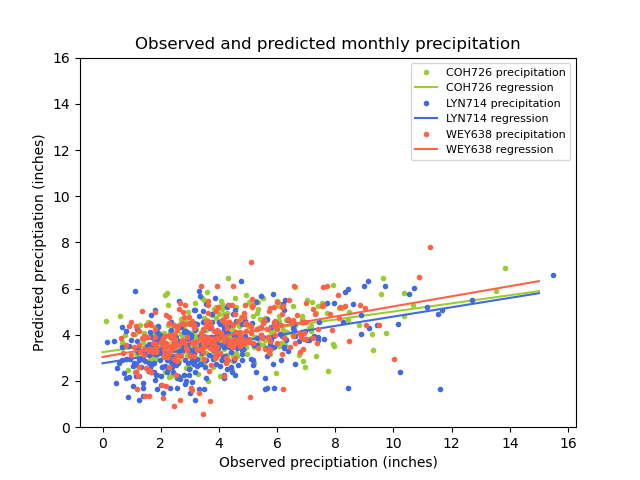 Observed and predicted monthly precipitation
Predicted preciptiation (inches)
16
14
12
10
8
6
4
2
0
COH726 precipitation
COH726 regression
LYN714 precipitation
LYN714 regression
WEY638 precipitation
WEY638 regression
0 2 4 6 8 10 12 14 16
Observed preciptiation (inches)